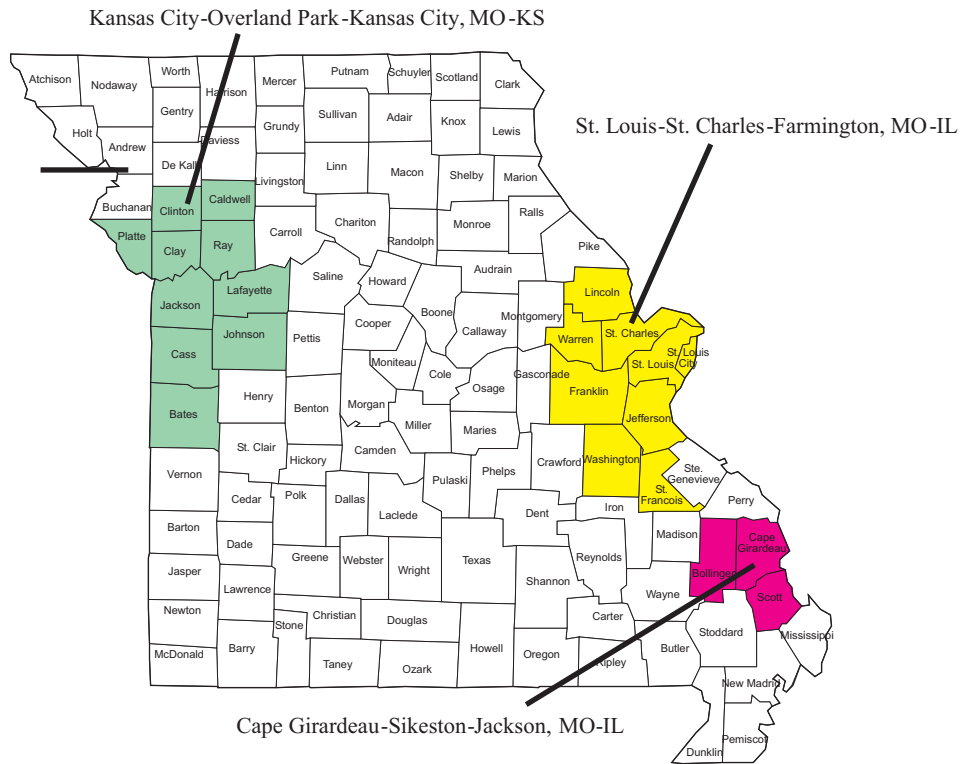 Kansas City-Overland Park-Kansas City, MO-KS
St. Louis-St. Charles-Farmington, MO-IL
Atchison
Nodaway
Worth
Harrison
Mercer
Putnam
Schuyler
Scotland
Clark
Gentry
Sullivan
Adair
Knox
Lewis
Holt
Andrew
Daviess
Grundy
De Kalb
Linn
Macon
Shelby
Marion
Livingston
Buchanan
Clinton
Caldwell
Chariton
Ralls
Monroe
Randolph
Carroll
Platte
Clay
Ray
Pike
Saline
Audrain
Howard
Lafayette
Lincoln
Jackson
Boone
Montgomery
Callaway
Cooper
St. Charles
Johnson
Pettis
Warren
Cass
Moniteau
Cole
Gasconade
St. Louis
St. Louis
City
Osage
Franklin
Henry
Benton
Morgan
Bates
Jefferson
Miller
Maries
St. Clair
Camden
Hickory
Crawford
Washington
Ste.
Genevieve
Vernon
Phelps
Pulaski
St.
Francois
Cedar
Polk
Dallas
Laclede
Perry
Iron
Dent
Barton
Madison
Cape
Girardeau
Dade
Greene
Webster
Wright
Texas
Reynolds
Jasper
Bollinger
Shannon
Lawrence
Wayne
Scott
Newton
Christian
Douglas
Carter
Stone
Stoddard
Mississippi
McDonald
Barry
Howell
Oregon
Ripley
Butler
Taney
Ozark
New Madrid
Cape Girardeau-Sikeston-Jackson, MO-IL
Pemiscot
Dunklin